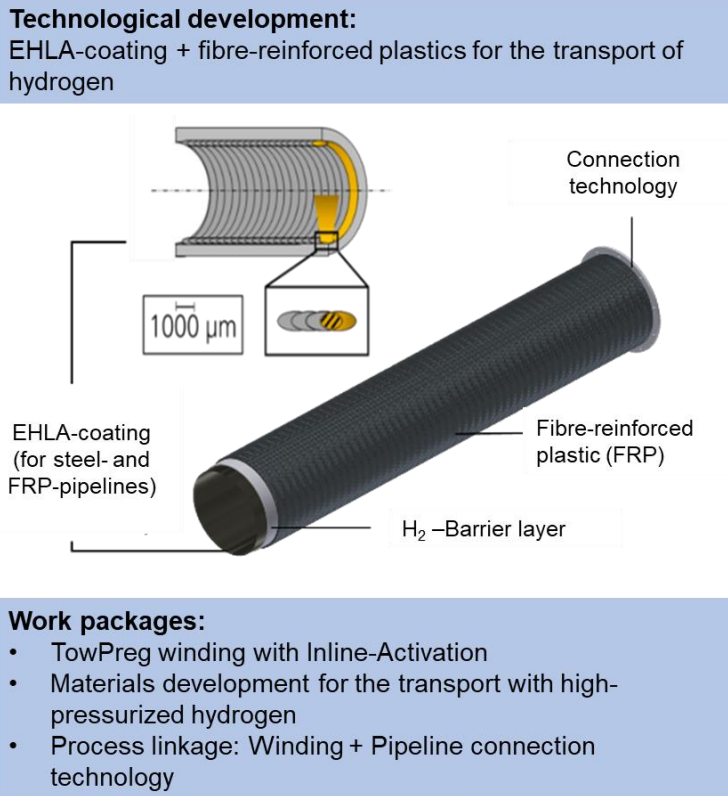 Technological development:
EHLA-coating + fibre-reinforced plastics for the transport of
hydrogen
Connection
technology
1000 µm
EHLA-coating
(for steel- and
FRP-pipelines)
Fibre-reinforced
plastic (FRP)
H₂ –Barrier layer
Work packages:
• TowPreg winding with Inline-Activation
• Materials development for the transport with high-
pressurized hydrogen
• Process linkage: Winding + Pipeline connection
technology